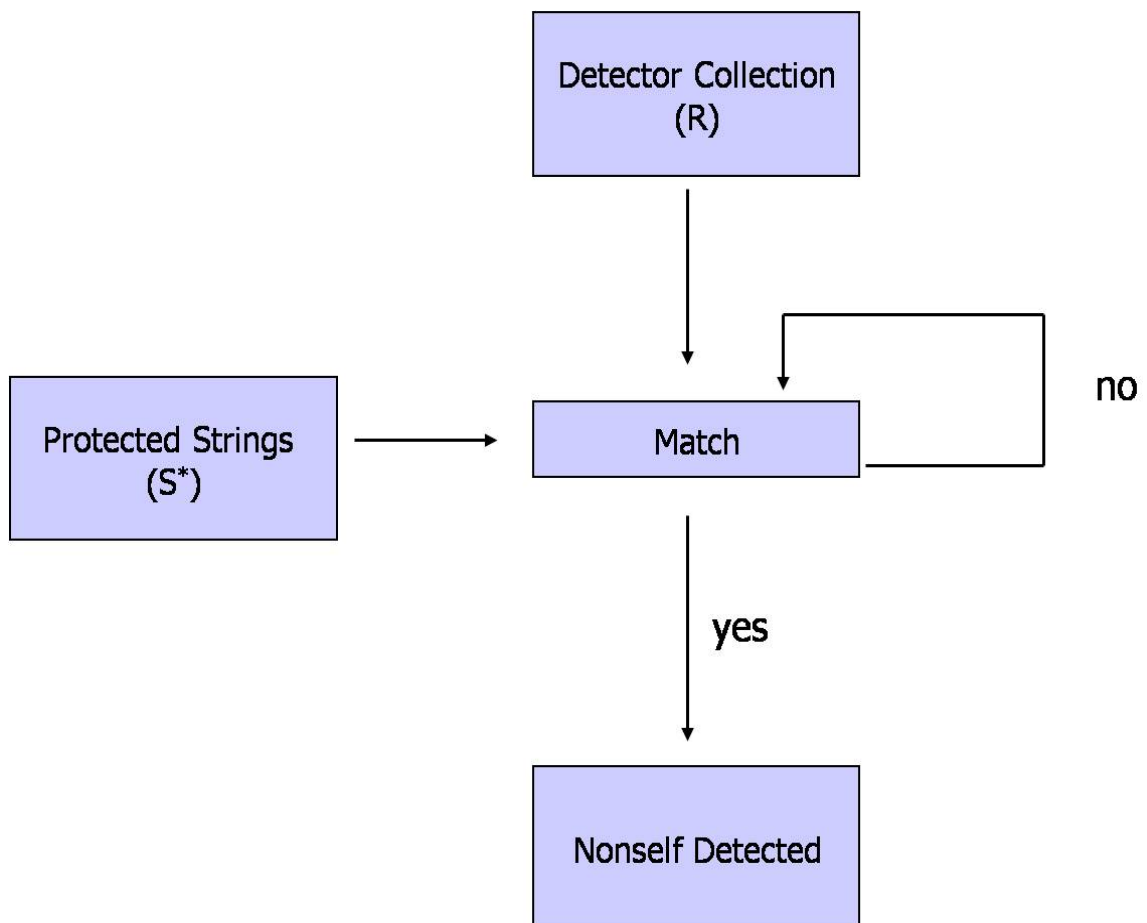 Detector Collection
(R)
no
Protected Strings
(S*)
Match
yes
Nonself Detected